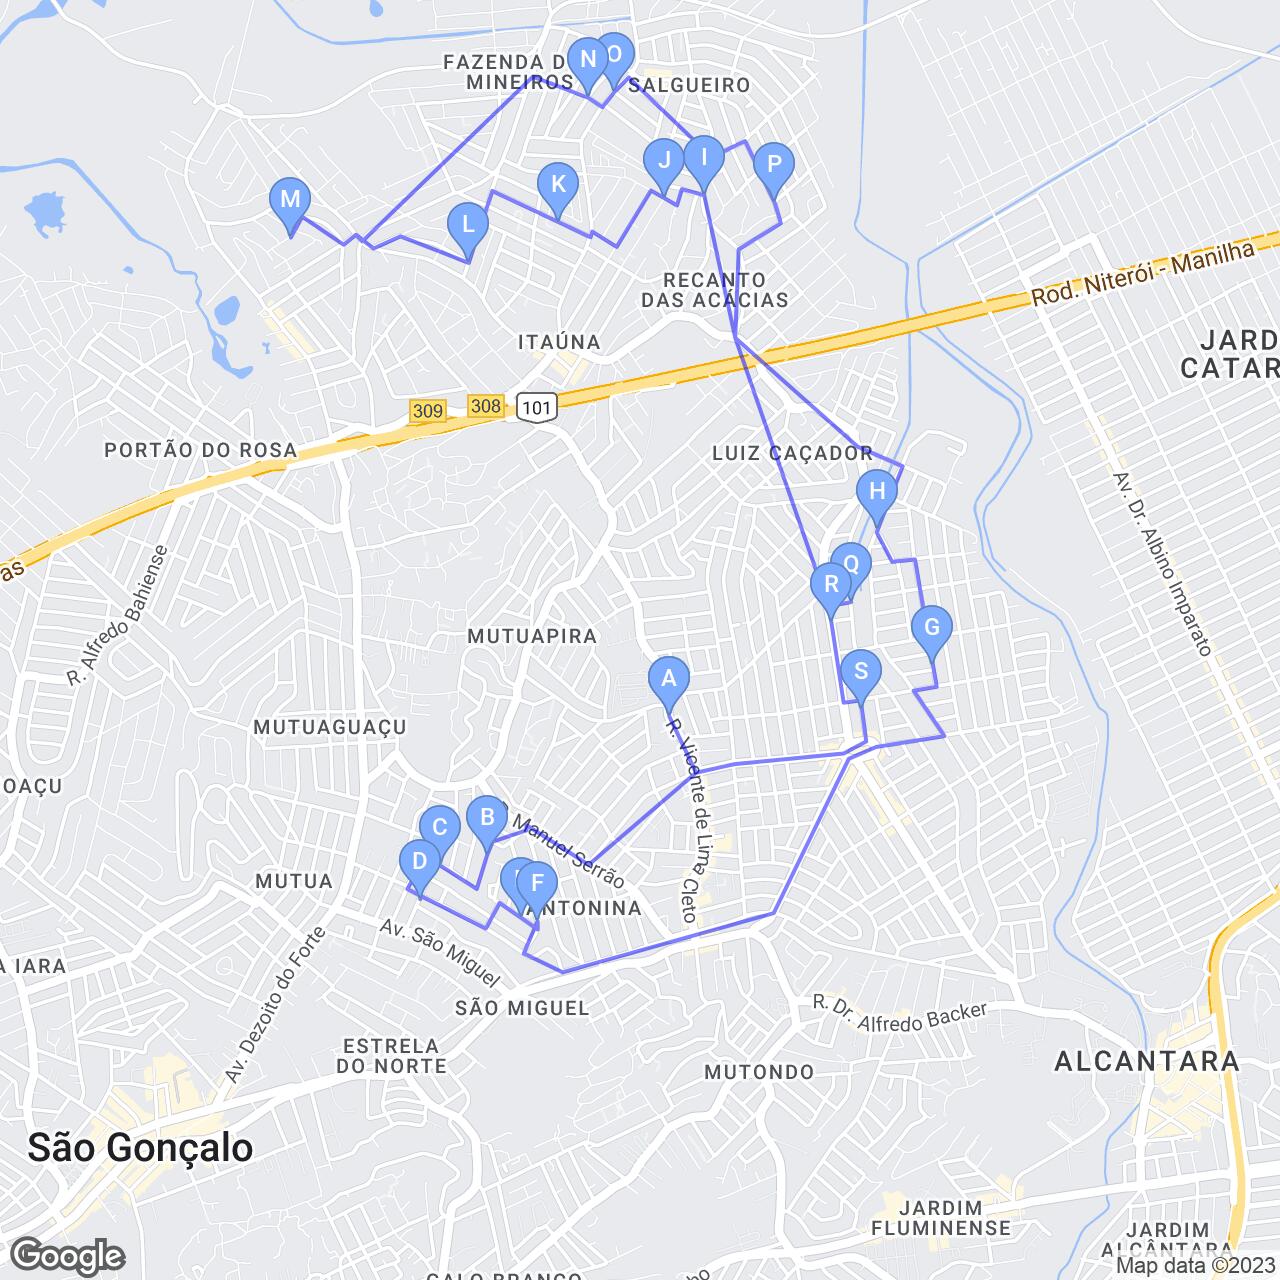 N
O
FAZENDA D
MINEIROS
SALGUEIRO
J
I
P
K
M
L
RECANTO
DAS ACÁCIAS
Rod. Niterói - Manilha
ITAÚNA
JARD
CATAR
309
308
101
PORTÃO DO ROSA
LUIZ CAÇADOR
H
Av. Dr. Albino Imparato
as
R. Alfredo Bahiense
Q
R
G
MUTUAPIRA
A
S
MUTUAGUAÇU
R. Vicente de Lima Cleto
OAÇU
B
C
Manuel Serrão
D
F
MUTUA
ANTONINA
Av. São Miguel
A IARA
Av. Dezoito do Forte
SÃO MIGUEL
R. Dr. Alfredo Backer
ESTRELA
DO NORTE
ALCANTARA
MUTONDO
São Gonçalo
JARDIM
FLUMINENSE
JARDIM
ALCÂNTARA
Google
Map data ©2023